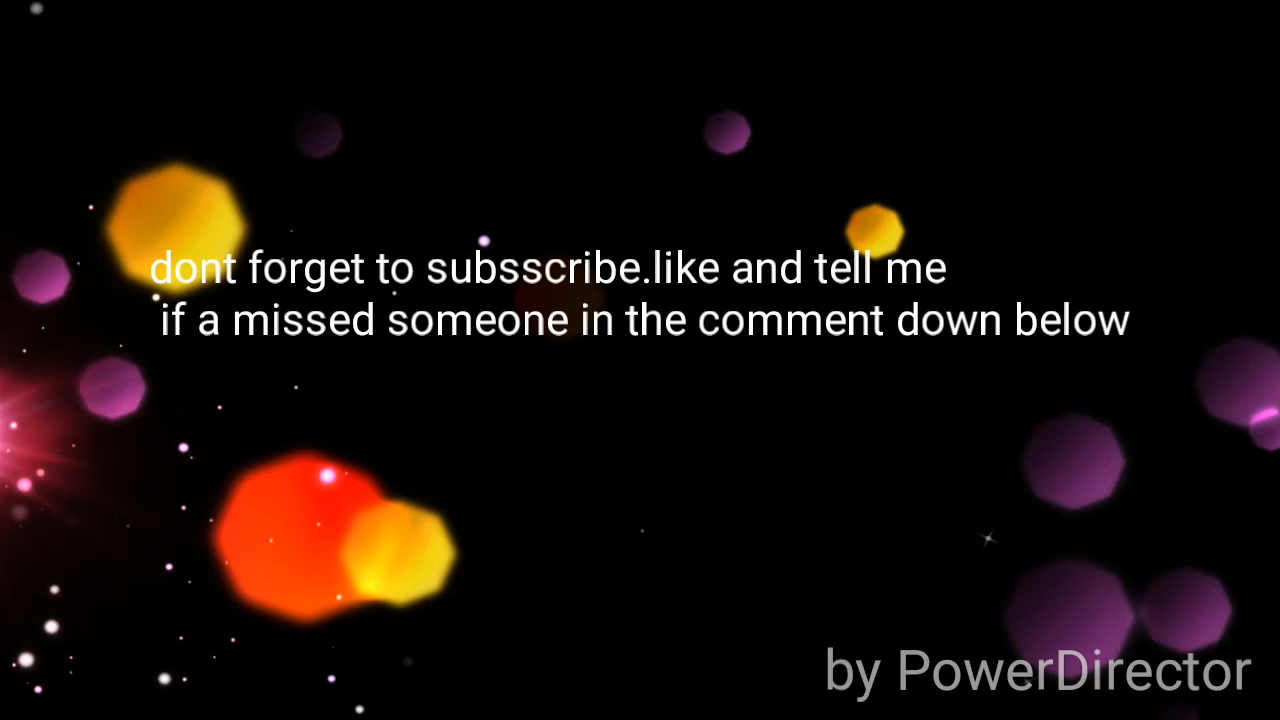 dont forget to subsscribe.like and tell me
if a missed someone in the comment down below
by PowerDirector